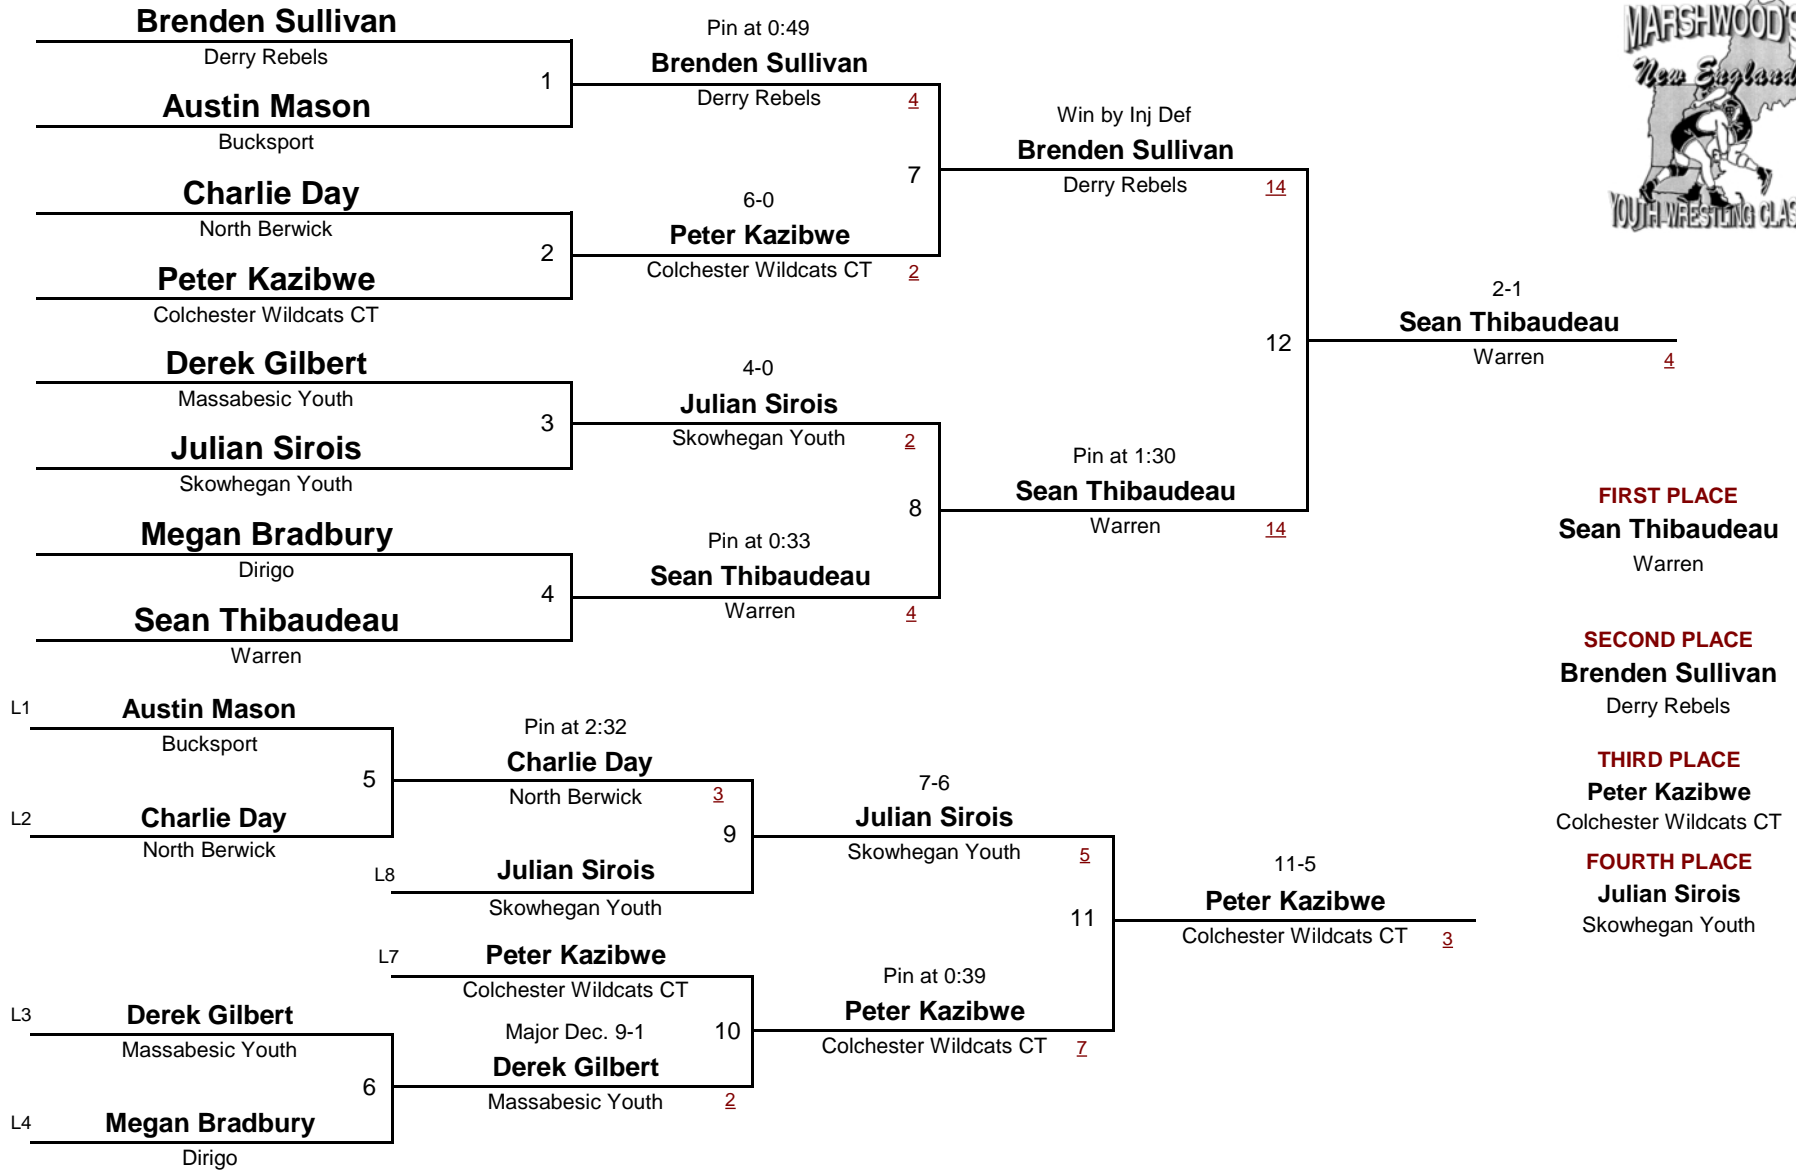 Brenden Sullivan
Derry Rebels
1
Austin Mason
Bucksport
Charlie Day
North Berwick
2
Peter Kazibwe
Colchester Wildcats CT
Derek Gilbert
Massabesic Youth
3
Julian Sirois
Skowhegan Youth
Megan Bradbury
Dirigo
4
Sean Thibaudeau
Warren
Pin at 0:49
Brenden Sullivan
Derry Rebels 4
7
6-0
Peter Kazibwe
Colchester Wildcats CT 2
4-0
Julian Sirois
Skowhegan Youth 2
8
Pin at 0:33
Sean Thibaudeau
Warren 4
Win by Inj Def
Brenden Sullivan
Derry Rebels 14
12
Pin at 1:30
Sean Thibaudeau
Warren 14
2-1
Sean Thibaudeau
Warren 4
MARSHWOOD'S
New England
YOUTH WRESTLING CLAS
FIRST PLACE
Sean Thibaudeau
Warren
SECOND PLACE
Brenden Sullivan
Derry Rebels
THIRD PLACE
Peter Kazibwe
Colchester Wildcats CT
FOURTH PLACE
Julian Sirois
Skowhegan Youth
L1 Austin Mason
Bucksport
5
L2 Charlie Day
North Berwick
Pin at 2:32
Charlie Day
North Berwick 3
9
L8 Julian Sirois
Skowhegan Youth
L7 Peter Kazibwe
Colchester Wildcats CT
L3 Derek Gilbert
Massabesic Youth
6
L4 Megan Bradbury
Dirigo
Major Dec. 9-1 10
Derek Gilbert
Massabesic Youth 2
7-6
Julian Sirois
Skowhegan Youth 5
11
Pin at 0:39
Peter Kazibwe
Colchester Wildcats CT 7
11-5
Peter Kazibwe
Colchester Wildcats CT 3